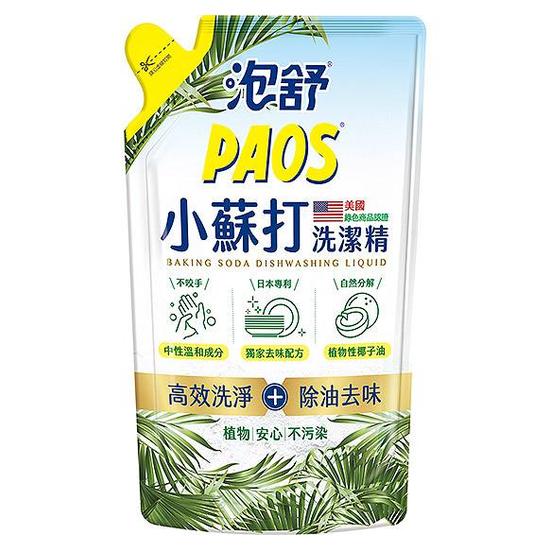 泡舒®
PAOS®
小蘇打
美國
綠色商品認證
洗潔精
BAKING SODA DISHWASHING LIQUID
不咬手
日本專利
自然分解
中性溫和成分
獨家去味配方
植物性椰子油
高效洗淨 + 除油去味
植物|安心|不污染